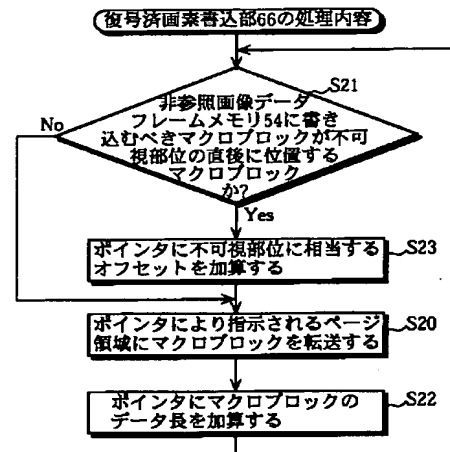 復号済画素書込部66の処理内容
S21
非参照画像データ
フレームメモリ54に書き
込むべきマクロブロックが不可
視部位の直後に位置する
マクロブロック
か?
No
Yes
ポインタに不可視部位に相当する
オフセットを加算する
S23
ポインタにより指示されるページ
領域にマクロブロックを転送する
S20
ポインタにマクロブロックの
データ長を加算する
S22